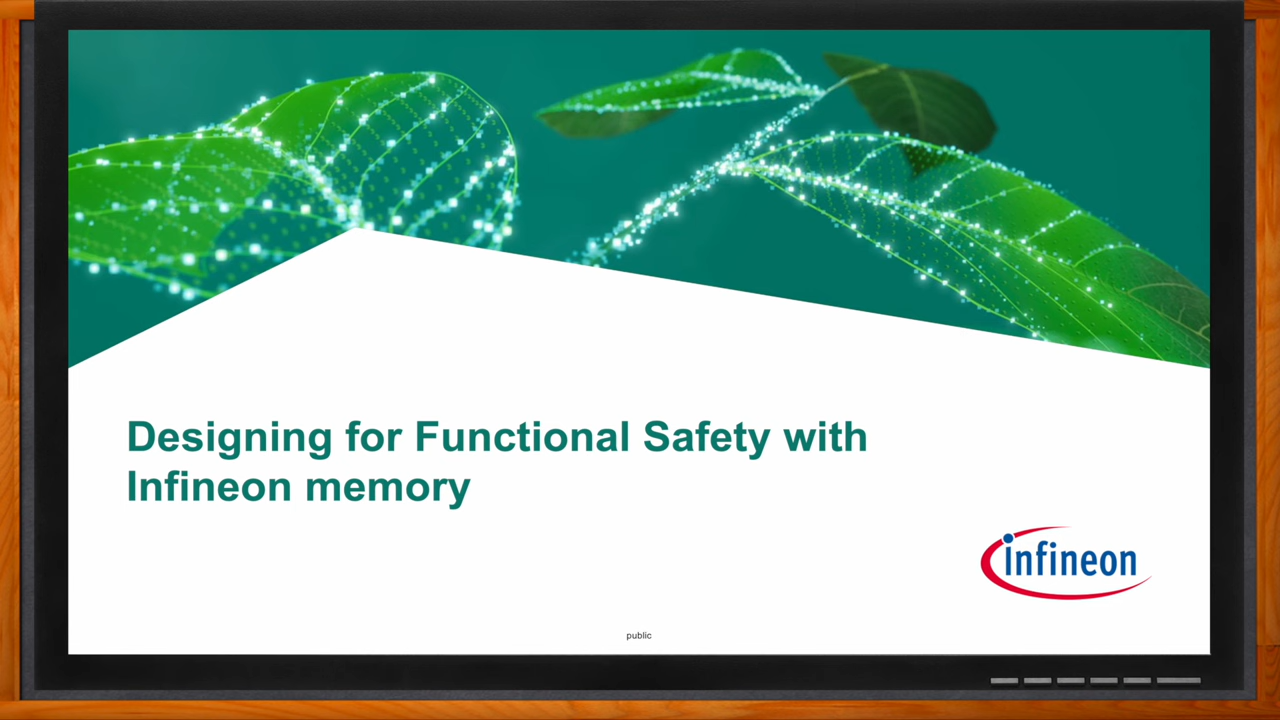 Designing for Functional Safety with
Infineon memory
infineon
public